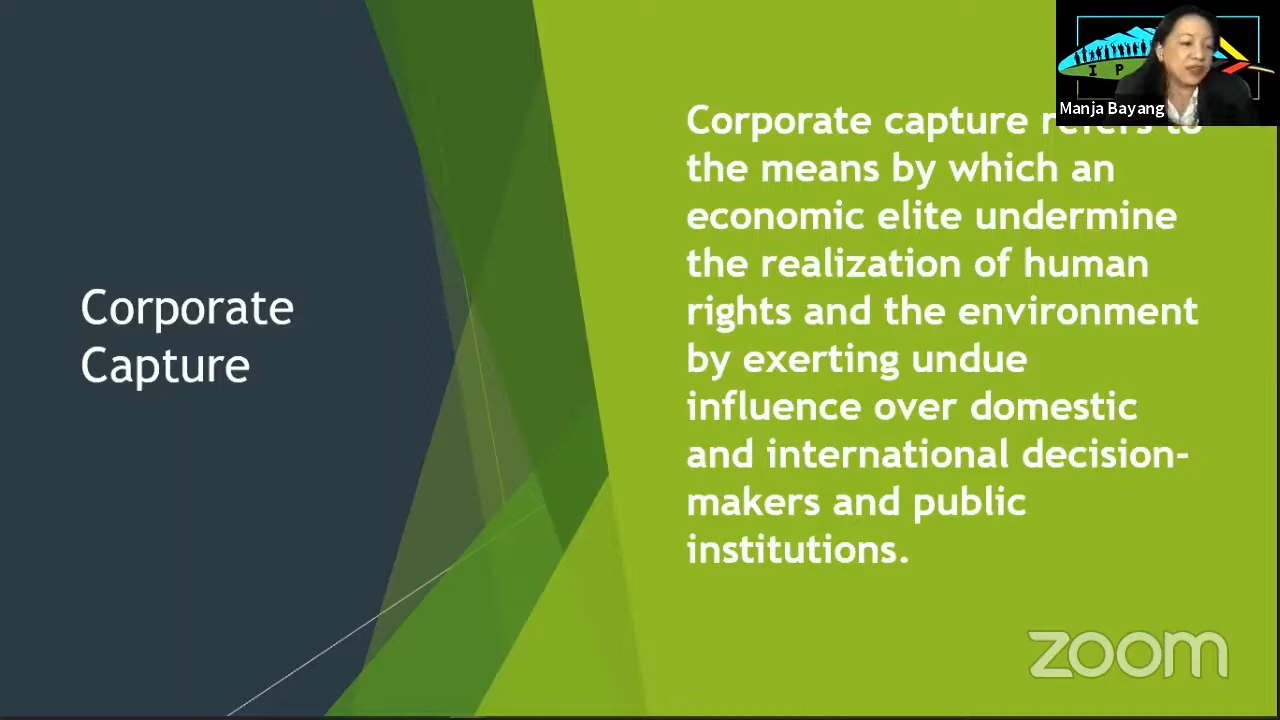 Corporate
Capture
Corporate capture refers to
the means by which an
economic elite undermine
the realization of human
rights and the environment
by exerting undue
influence over domestic
and international decision-
makers and public
institutions.
I P
Manja Bayang
zoom